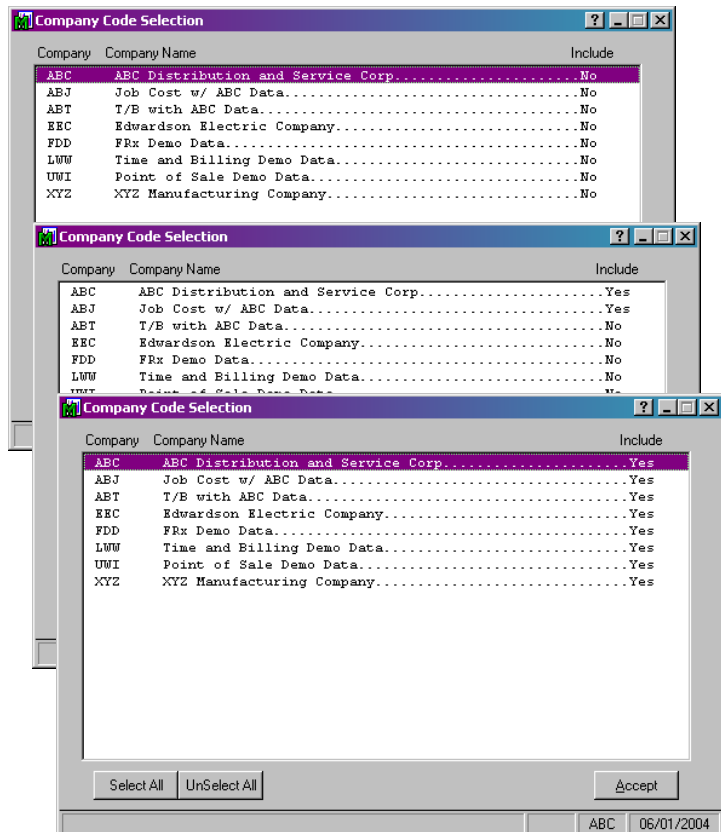 Company Code Selection
Company Company Name Include
ABC ABC Distribution and Service Corp.......................No
ABJ Job Cost w/ ABC Data....................................No
ABT T/B with ABC Data.......................................No
EEC Edwardson Electric Company..............................No
FDD FRx Demo Data...........................................No
LWW Time and Billing Demo Data..............................No
UWI Point of Sale Demo Data.................................No
XYZ XYZ Manufacturing Company...............................No
Company Code Selection
Company Company Name Include
ABC ABC Distribution and Service Corp.......................Yes
ABJ Job Cost w/ ABC Data....................................Yes
ABT T/B with ABC Data.......................................No
EEC Edwardson Electric Company..............................No
FDD FRx Demo Data...........................................No
LWW Time and Billing Demo Data..............................No
UWI Point of Sale Demo Data.................................No
Company Code Selection
Company Company Name Include
ABC ABC Distribution and Service Corp.......................Yes
ABJ Job Cost w/ ABC Data....................................Yes
ABT T/B with ABC Data.......................................Yes
EEC Edwardson Electric Company..............................Yes
FDD FRx Demo Data...........................................Yes
LWW Time and Billing Demo Data..............................Yes
UWI Point of Sale Demo Data.................................Yes
XYZ XYZ Manufacturing Company...............................Yes
Select All UnSelect All Accept
ABC 06/01/2004